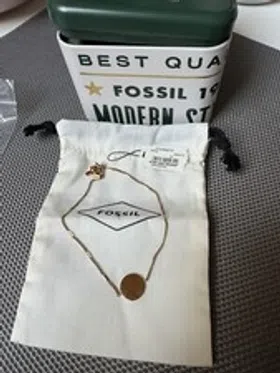 BEST QUA
FOSSIL 19
MODERN ST
FOSSIL